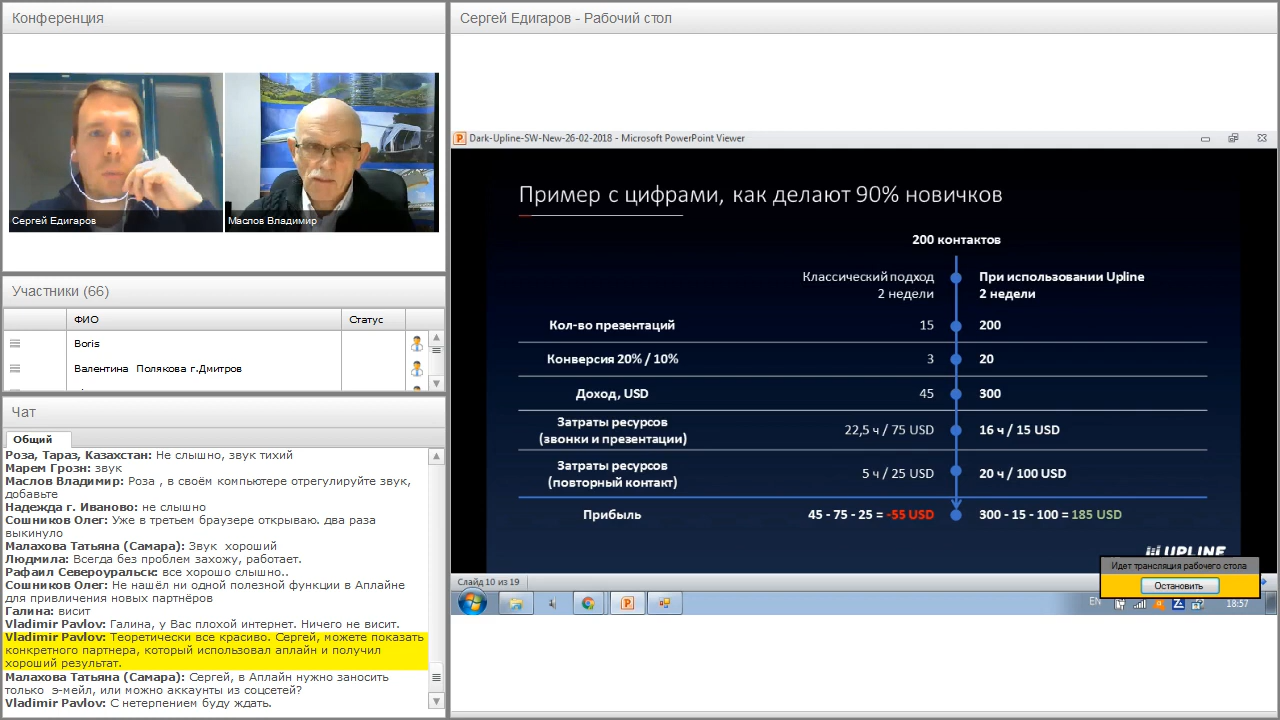 Конференция
Сергей Едигаров
Маслов Владимир
Участники (66)
ФИО
Статус
Boris
Валентина Полякова г.Дмитров
Чат
Общий
Роза, Тараз, Казахстан: Не слышно, звук тихий
Марем Грозн: звук
Маслов Владимир: Роза , в своём компьютере отрегулируйте звук,
добавьте
Надежда г. Иваново: не слышно
Сошников Олег: Уже в третьем браузере открываю. два раза
выкинуло
Малахова Татьяна (Самара): Звук хороший
Людмила: Всегда без проблем захожу, работает.
Рафаил Североуральск: все хорошо слышно..
Сошников Олег: Не нашёл ни одной полезной функции в Аплайне
для привлечения новых партнёров
Галина: висит
Vladimir Pavlov: Галина, у Вас плохой интернет. Ничего не висит.
Vladimir Pavlov: Теоретически все красиво. Сергей, можете показать
конкретного партнера, который использовал аплайн и получил
хороший результат.
Малахова Татьяна (Самара): Сергей, в Аплайн нужно заносить
только э-мейл, или можно аккаунты из соцсетей?
Vladimir Pavlov: С нетерпением буду ждать.
Сергей Едигаров - Рабочий стол
Dark-Upline-SW-New-26-02-2018 - Microsoft PowerPoint Viewer
Пример с цифрами, как делают 90% новичков
200 контактов
Классический подход
2 недели
При использовании Upline
2 недели
Кол-во презентаций 15 200
Конверсия 20% / 10% 3 20
Доход, USD 45 300
Затраты ресурсов
(звонки и презентации) 22,5 ч / 75 USD 16 ч / 15 USD
Затраты ресурсов
(повторный контакт) 5 ч / 25 USD 20 ч / 100 USD
Прибыль 45 - 75 - 25 = -55 USD 300 - 15 - 100 = 185 USD
UPLINE
Слайд 10 из 19
Идет трансляция рабочего стола
Остановить
EN
18:57